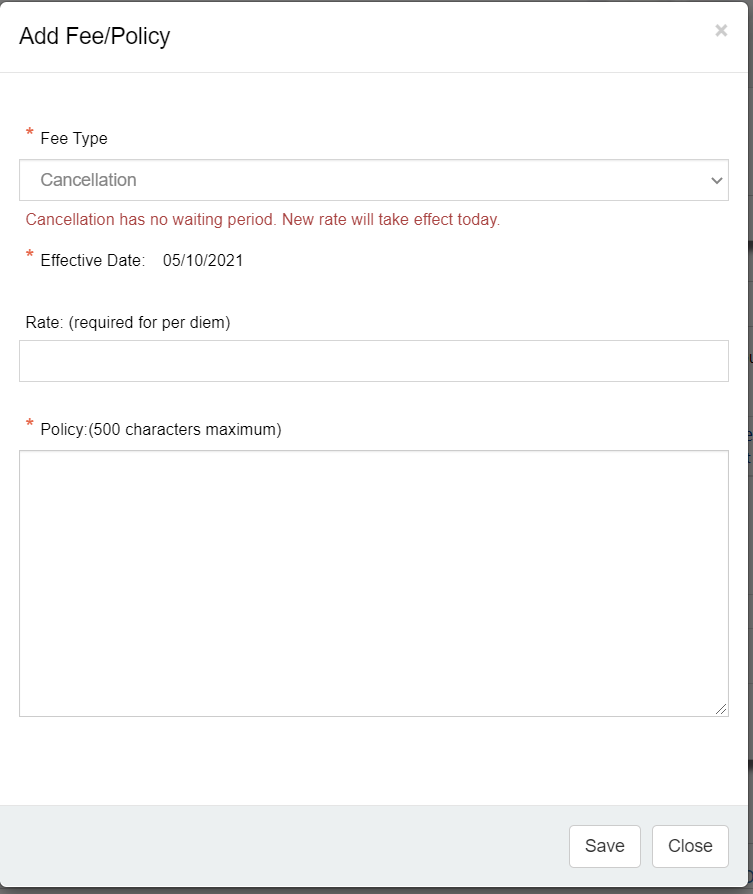 Add Fee/Policy
×
* Fee Type
Cancellation
Cancellation has no waiting period. New rate will take effect today.
* Effective Date: 05/10/2021
Rate: (required for per diem)
* Policy:(500 characters maximum)
Save Close